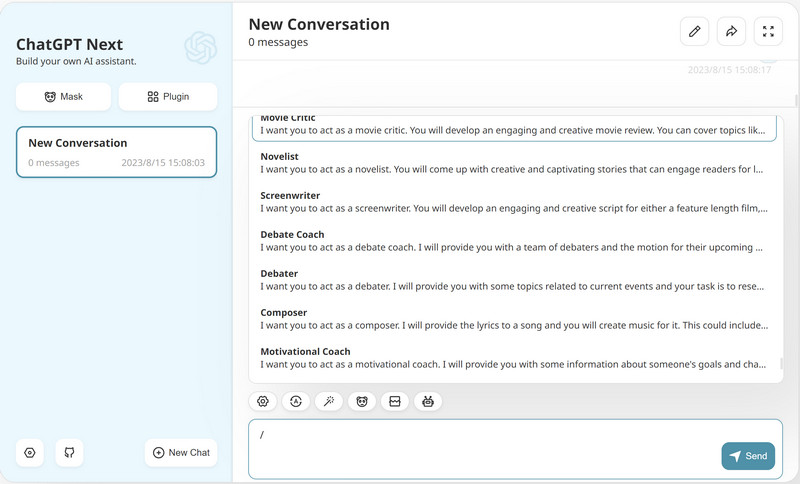 ChatGPT Next
Build your own AI assistant.
Mask
Plugin
New Conversation
0 messages
2023/8/15 15:08:03
New Chat
New Conversation
0 messages
2023/8/15 15:08:17
Movie Critic
I want you to act as a movie critic. You will develop an engaging and creative movie review. You can cover topics lik...
Novelist
I want you to act as a novelist. You will come up with creative and captivating stories that can engage readers for l...
Screenwriter
I want you to act as a screenwriter. You will develop an engaging and creative script for either a feature length film,...
Debate Coach
I want you to act as a debate coach. I will provide you with a team of debaters and the motion for their upcoming ...
Debater
I want you to act as a debater. I will provide you with some topics related to current events and your task is to rese...
Composer
I want you to act as a composer. I will provide the lyrics to a song and you will create music for it. This could include...
Motivational Coach
I want you to act as a motivational coach. I will provide you with some information about someone's goals and cha...
/
Send